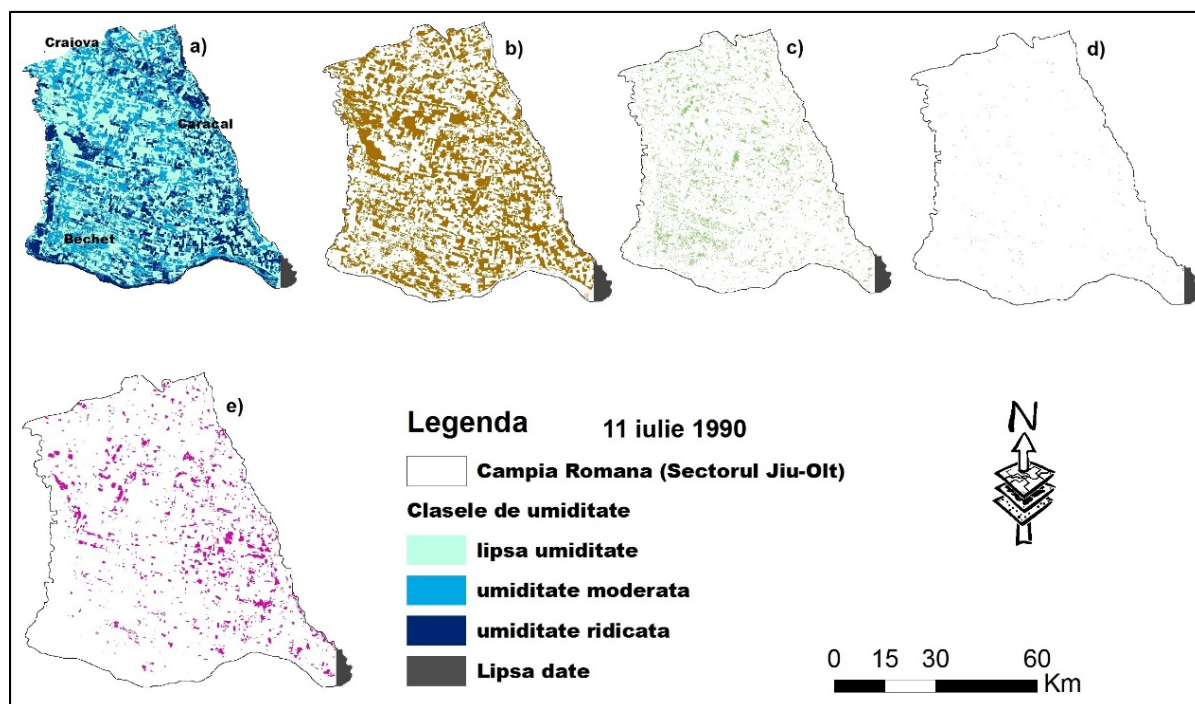 Craiova
a)
b)
c)
d)
Caracal
Bechet
e)
Legenda
11 iulie 1990
Campia Romana (Sectorul Jiu-Olt)
Clasele de umiditate
lipsa umiditate
umiditate moderata
umiditate ridicata
Lipsa date
N
0 15 30 60
Km